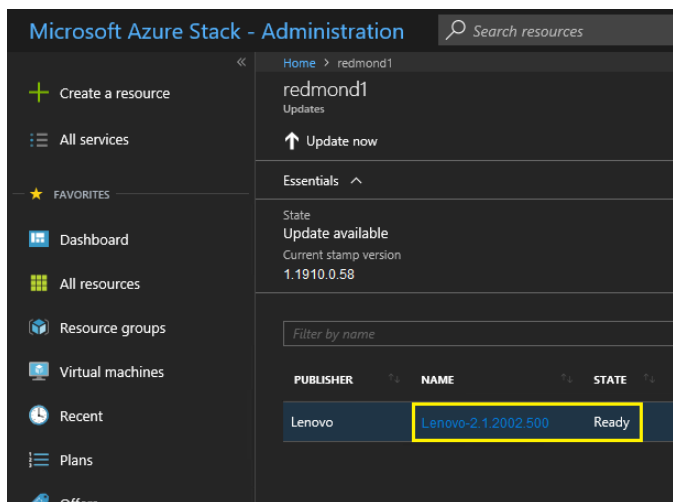 Microsoft Azure Stack - Administration
Search resources
«
Home > redmond1
redmond1
Updates
Create a resource
Update now
All services
Essentials
FAVORITES
State
Update available
Current stamp version
1.1910.0.58
Dashboard
All resources
Filter by name
Resource groups
Virtual machines
PUBLISHER NAME STATE
Recent
Lenovo Lenovo-2.1.2002.500 Ready
Plans
Offers